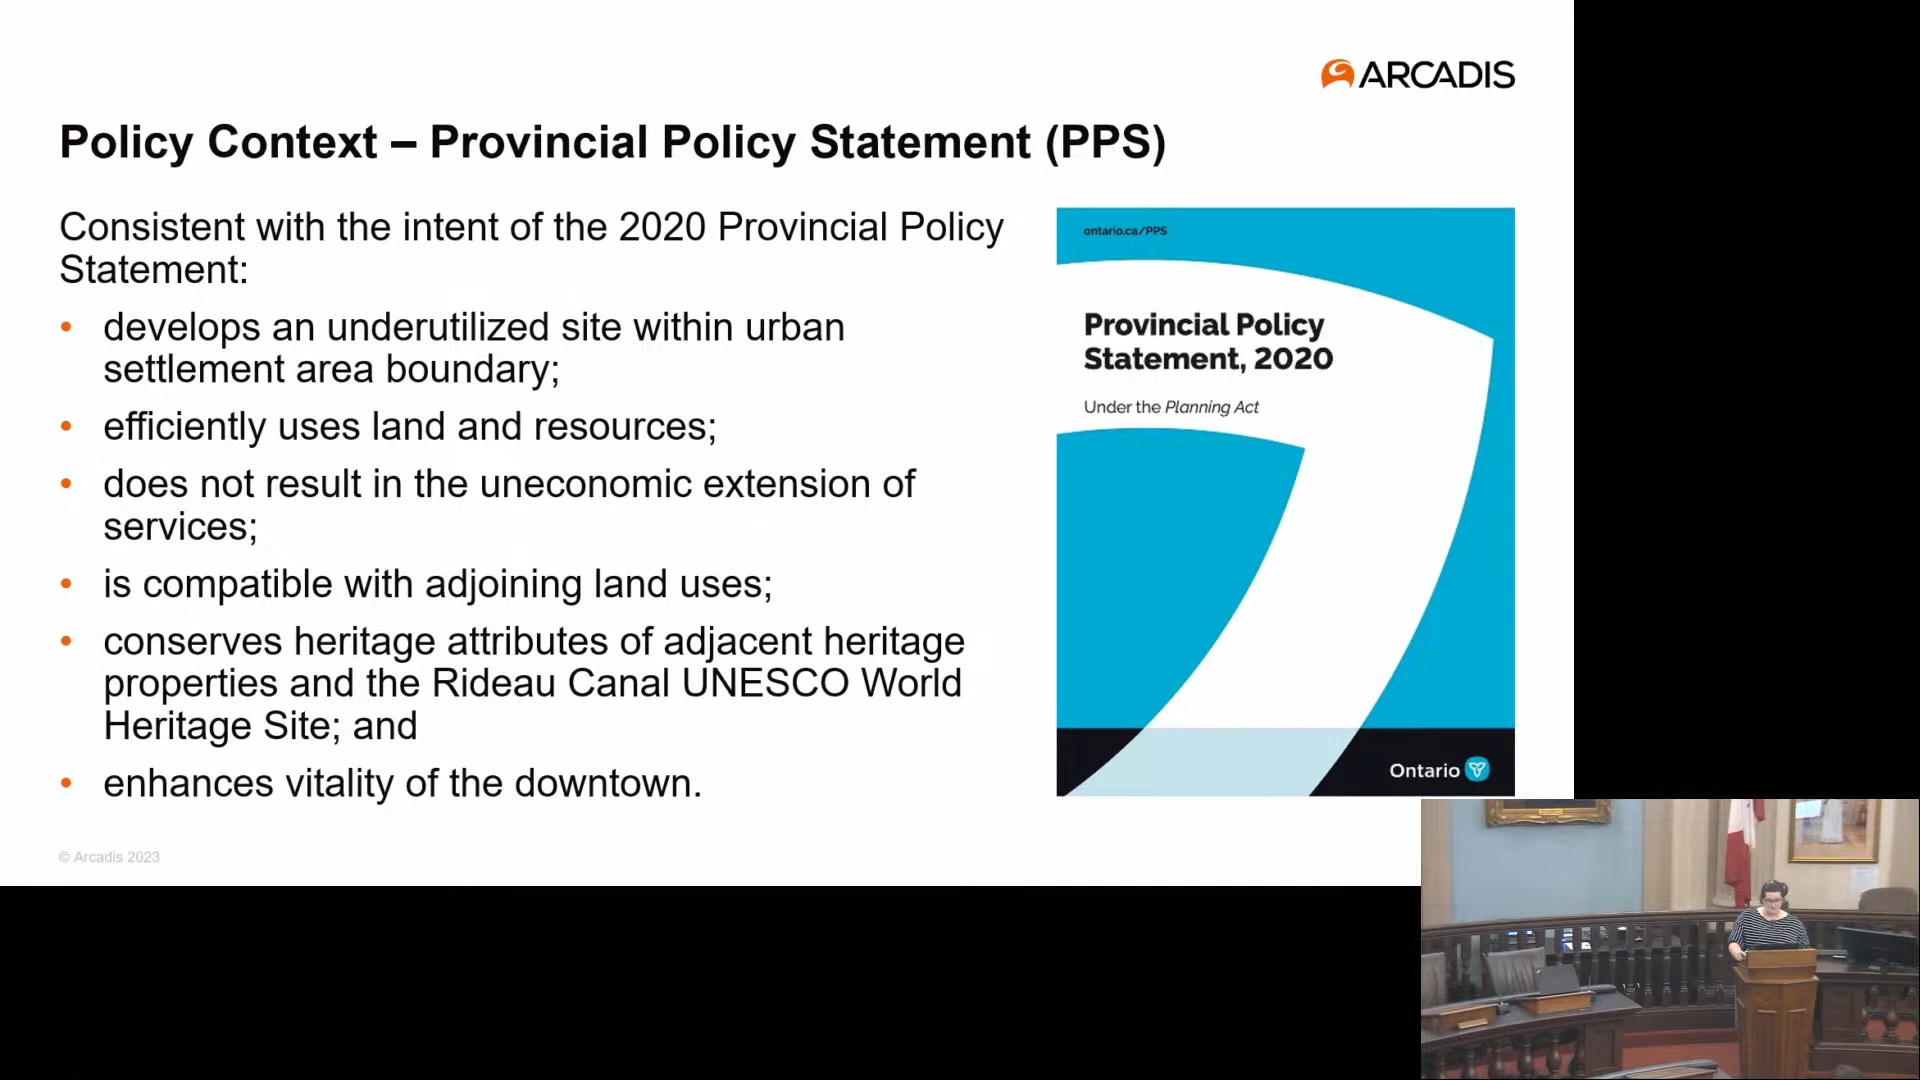 ARCADIS
Policy Context – Provincial Policy Statement (PPS)
Consistent with the intent of the 2020 Provincial Policy
Statement:
• develops an underutilized site within urban
settlement area boundary;
• efficiently uses land and resources;
• does not result in the uneconomic extension of
services;
• is compatible with adjoining land uses;
• conserves heritage attributes of adjacent heritage
properties and the Rideau Canal UNESCO World
Heritage Site; and
• enhances vitality of the downtown.
ontario.ca/PPS
Provincial Policy
Statement, 2020
Under the Planning Act
Ontario
© Arcadis 2023